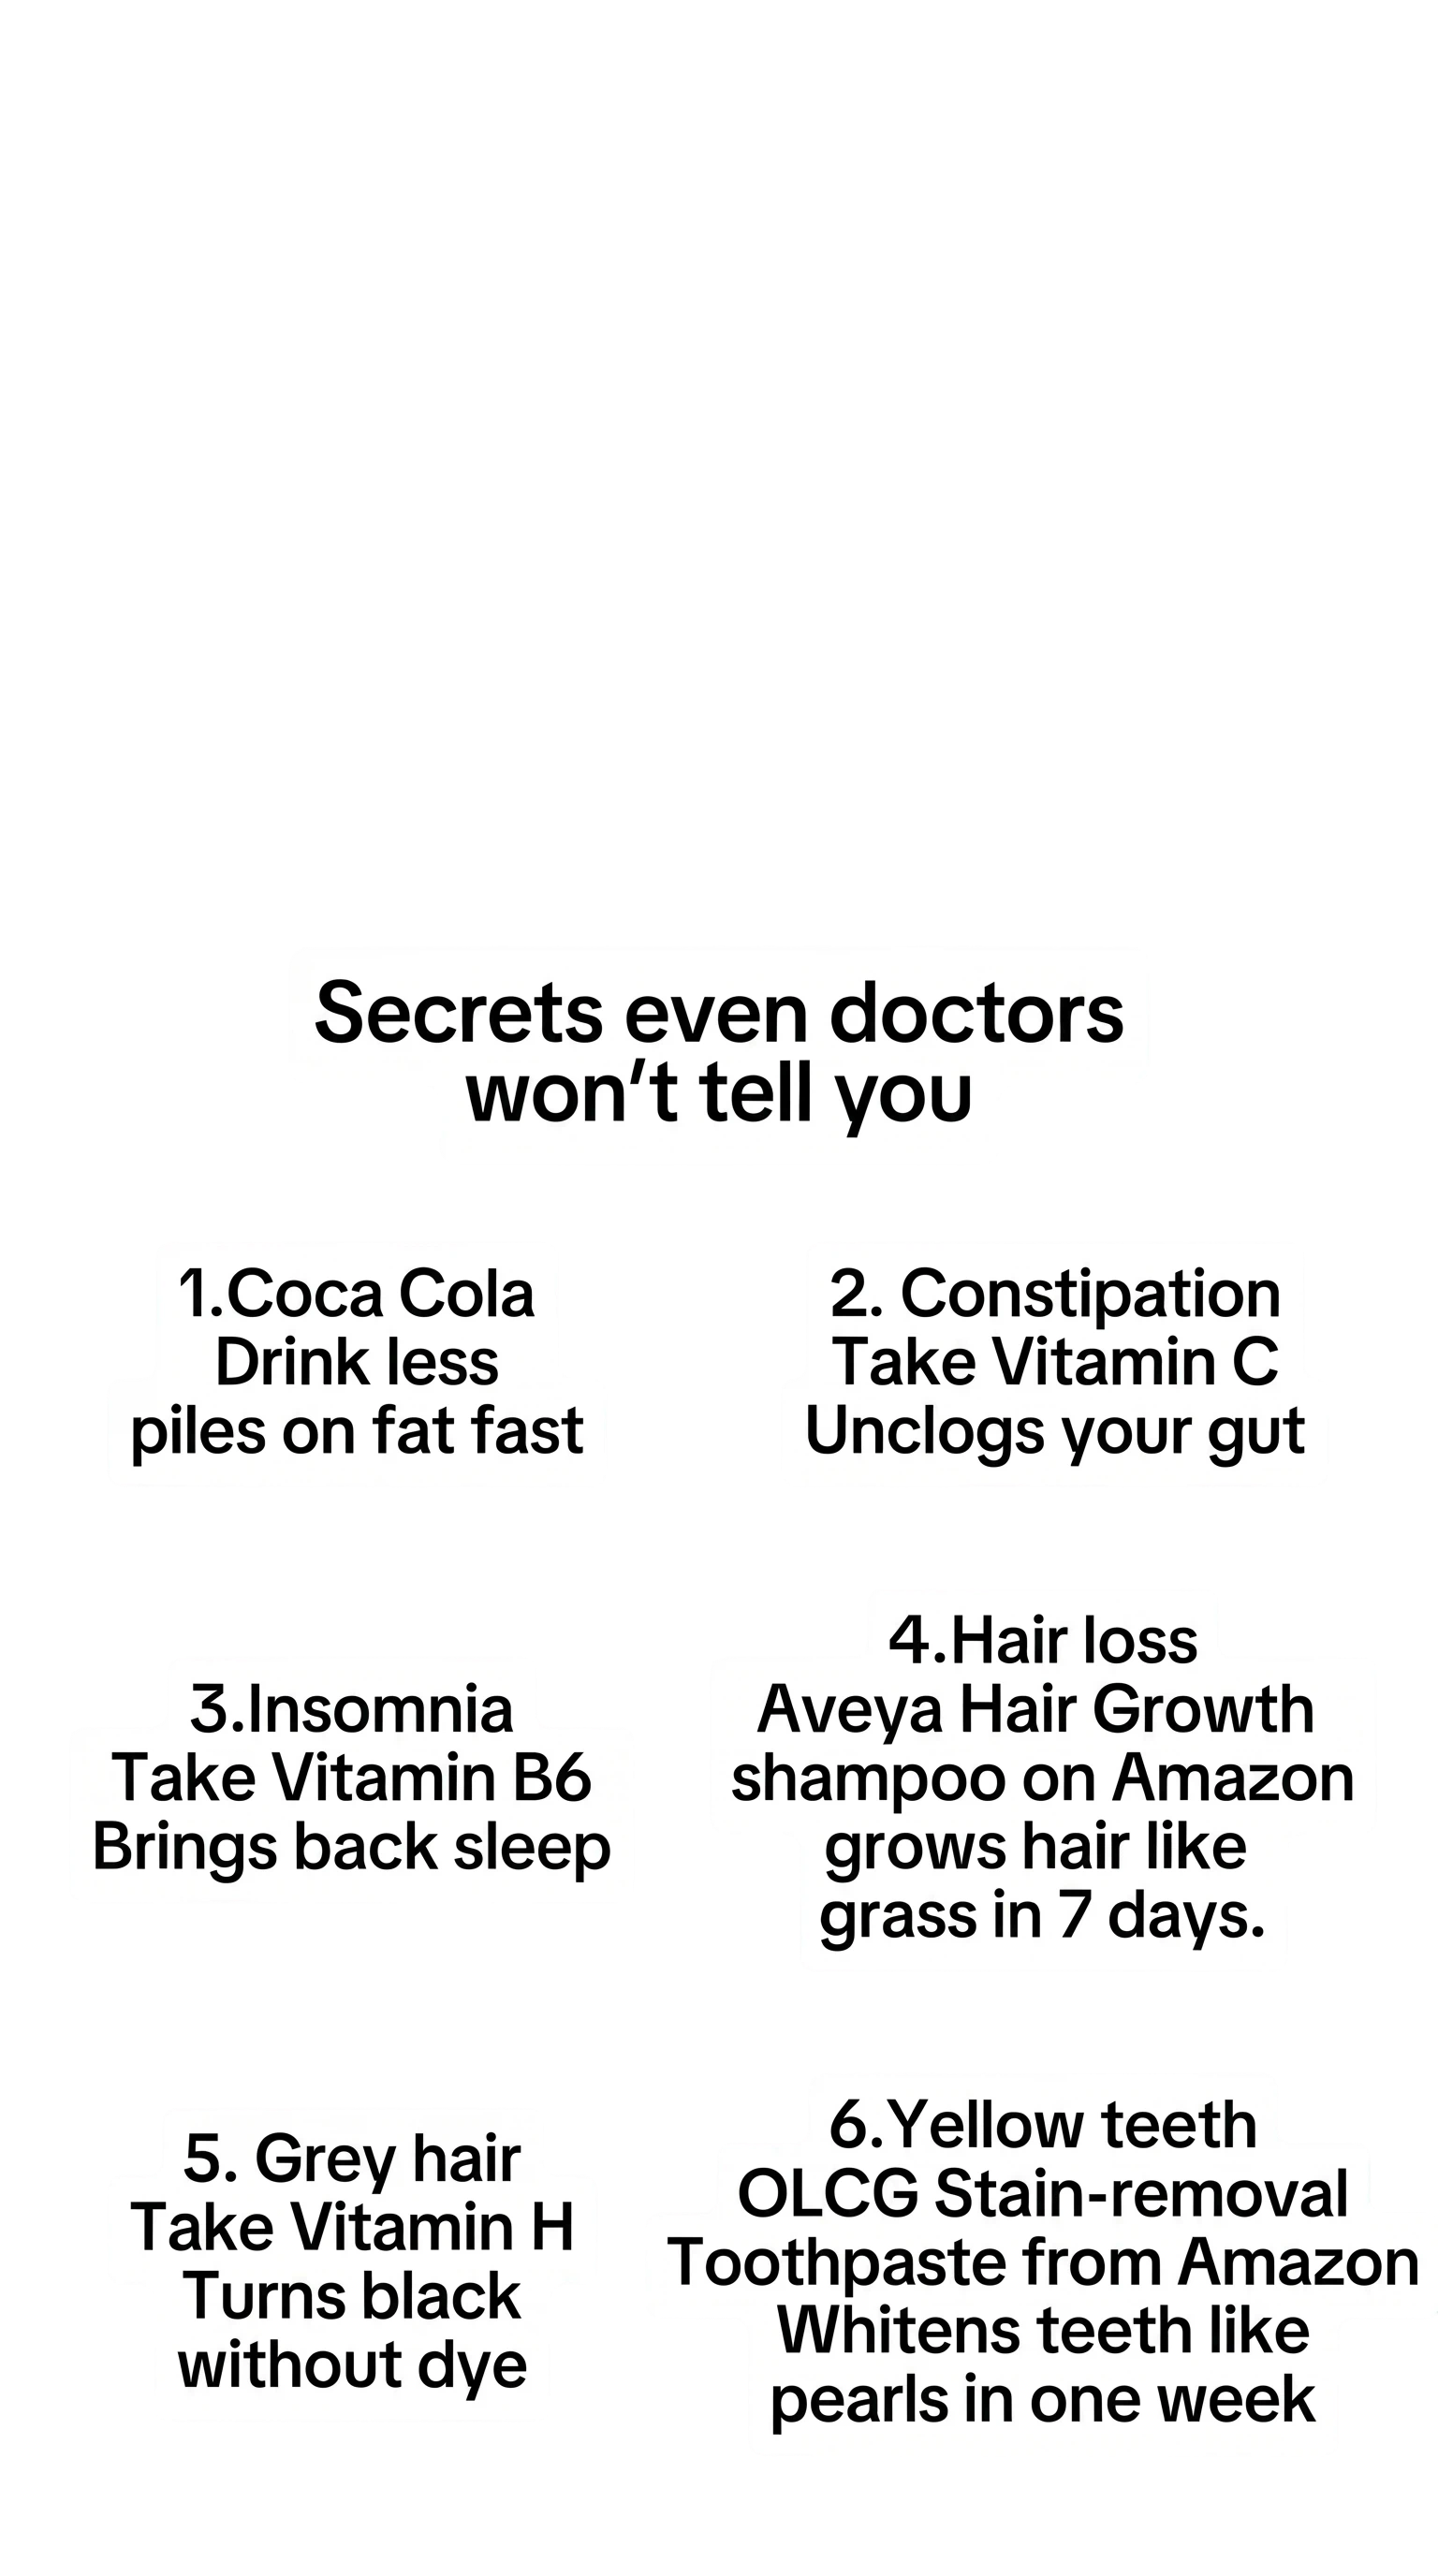 Secrets even doctors
won’t tell you
1.Coca Cola
Drink less
piles on fat fast
2. Constipation
Take Vitamin C
Unclogs your gut
3.Insomnia
Take Vitamin B6
Brings back sleep
4.Hair loss
Aveya Hair Growth
shampoo on Amazon
grows hair like
grass in 7 days.
5. Grey hair
Take Vitamin H
Turns black
without dye
6.Yellow teeth
OLCG Stain-removal
Toothpaste from Amazon
Whitens teeth like
pearls in one week